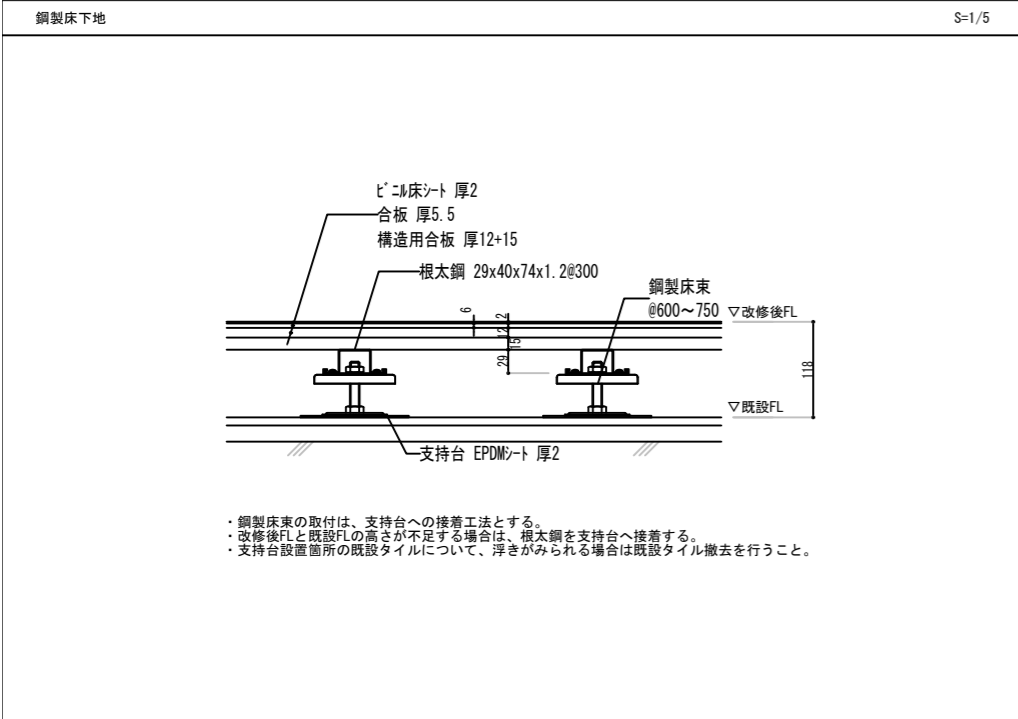 鋼製床下地
S=1/5
ビニル床シート 厚2
合板 厚5.5
構造用合板 厚12+15
根太鋼 29x40x74x1.2@300
鋼製床束
@600～750
▽改修後FL
6
2
12
15
29
118
▽既設FL
支持台 EPDMシート 厚2
・鋼製床束の取付は、支持台への接着工法とする。
・改修後FLと既設FLの高さが不足する場合は、根太鋼を支持台へ接着する。
・支持台設置箇所の既設タイルについて、浮きがみられる場合は既設タイル撤去を行うこと。